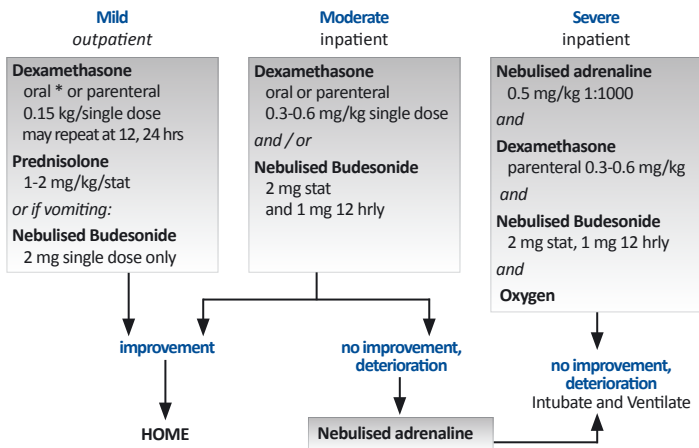 Mild
outpatient
Dexamethasone
oral * or parenteral
0.15 kg/single dose
may repeat at 12, 24 hrs
Prednisolone
1-2 mg/kg/stat
or if vomiting:
Nebulised Budesonide
2 mg single dose only
Moderate
inpatient
Dexamethasone
oral or parenteral
0.3-0.6 mg/kg single dose
and / or
Nebulised Budesonide
2 mg stat
and 1 mg 12 hrly
Severe
inpatient
Nebulised adrenaline
0.5 mg/kg 1:1000
and
Dexamethasone
parenteral 0.3-0.6 mg/kg
and
Nebulised Budesonide
2 mg stat, 1 mg 12 hrly
and
Oxygen
improvement
no improvement,
deterioration
no improvement,
deterioration
Intubate and Ventilate
HOME
Nebulised adrenaline